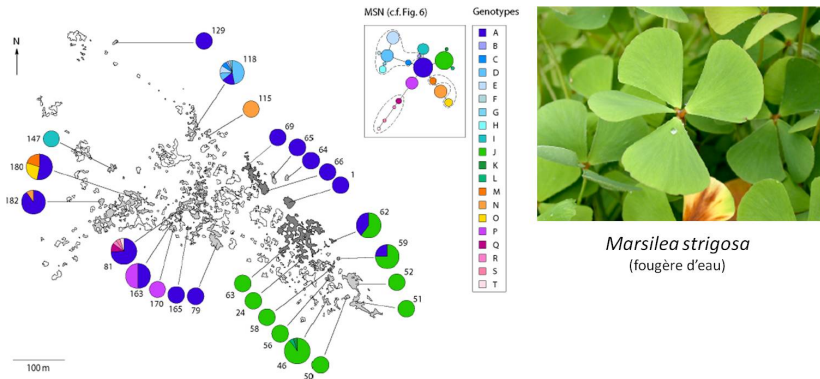 129
MSN (c.f. Fig. 6)
Genotypes
N
118
115
147
180
182
69
65
64
66
1
62
59
52
51
81
163
170
165
79
63
24
58
56
46
50
100 m
A
B
C
D
E
F
G
H
I
J
K
L
M
N
O
P
Q
R
S
T
Marsilea strigosa
(fougère d'eau)